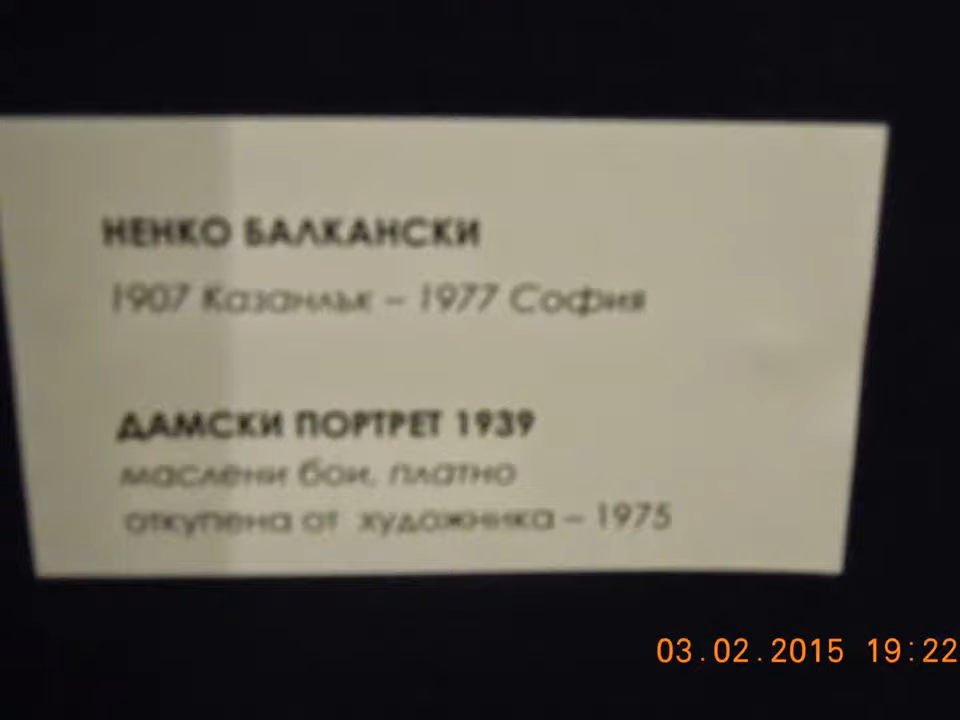 НЕНКО БАЛКАНСКИ
1907 Казанлък – 1977 София
ДАМСКИ ПОРТРЕТ 1939
маслени бои, платно
откупена от художника – 1975
03.02.2015 19:22